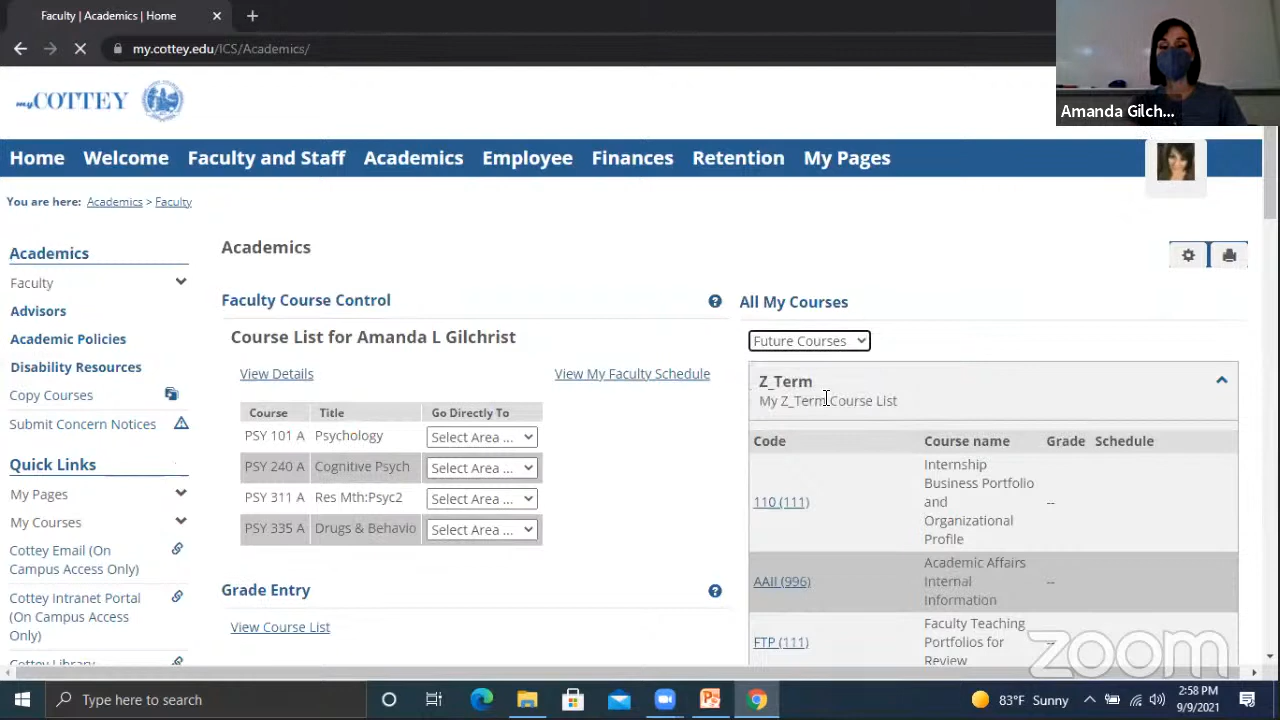 Faculty | Academics | Home
my.cottey.edu/ICS/Academics/
Amanda Gilch...
myCOTTEY
Home Welcome Faculty and Staff Academics Employee Finances Retention My Pages
You are here: Academics > Faculty
Academics
Faculty
Advisors
Academic Policies
Disability Resources
Copy Courses
Submit Concern Notices
Quick Links
My Pages
My Courses
Cottey Email (On
Campus Access Only)
Cottey Intranet Portal
(On Campus Access
Only)
Cottey Library
Academics
Faculty Course Control
Course List for Amanda L Gilchrist
View Details View My Faculty Schedule
Course Title Go Directly To
PSY 101 A Psychology Select Area ...
PSY 240 A Cognitive Psych Select Area ...
PSY 311 A Res Mth:Psyc2 Select Area ...
PSY 335 A Drugs & Behavio Select Area ...
Grade Entry
View Course List
All My Courses
Future Courses
Z_Term
My Z_Term Course List
Code Course name Grade Schedule
110 (111) Internship
Business Portfolio
and --
Organizational
Profile
AAII (996) Academic Affairs
Internal --
Information
FTP (111) Faculty Teaching
Portfolios for --
Review
zoom
Type here to search
83°F Sunny
2:58 PM
9/9/2021